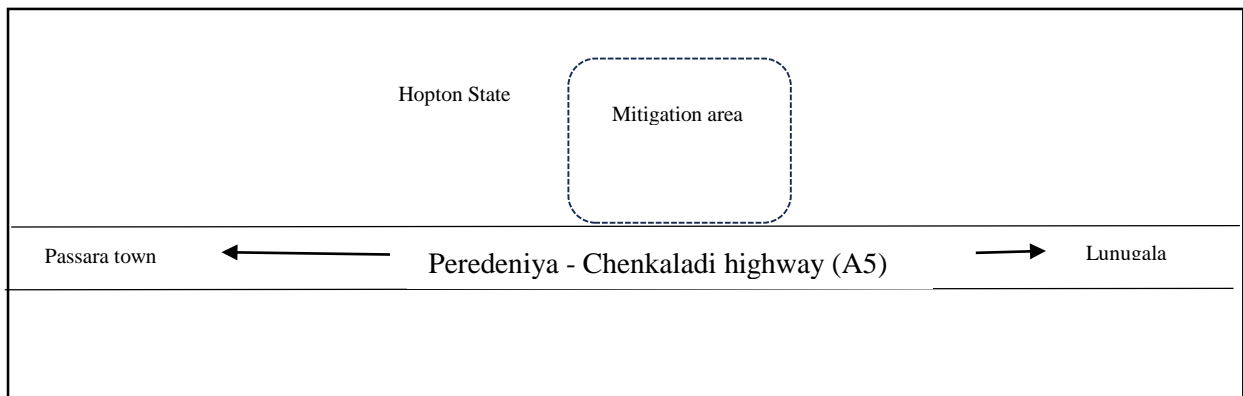 Hopton State
Mitigation area
Passara town
Peredeniya - Chenkaladi highway (A5)
Lunugala